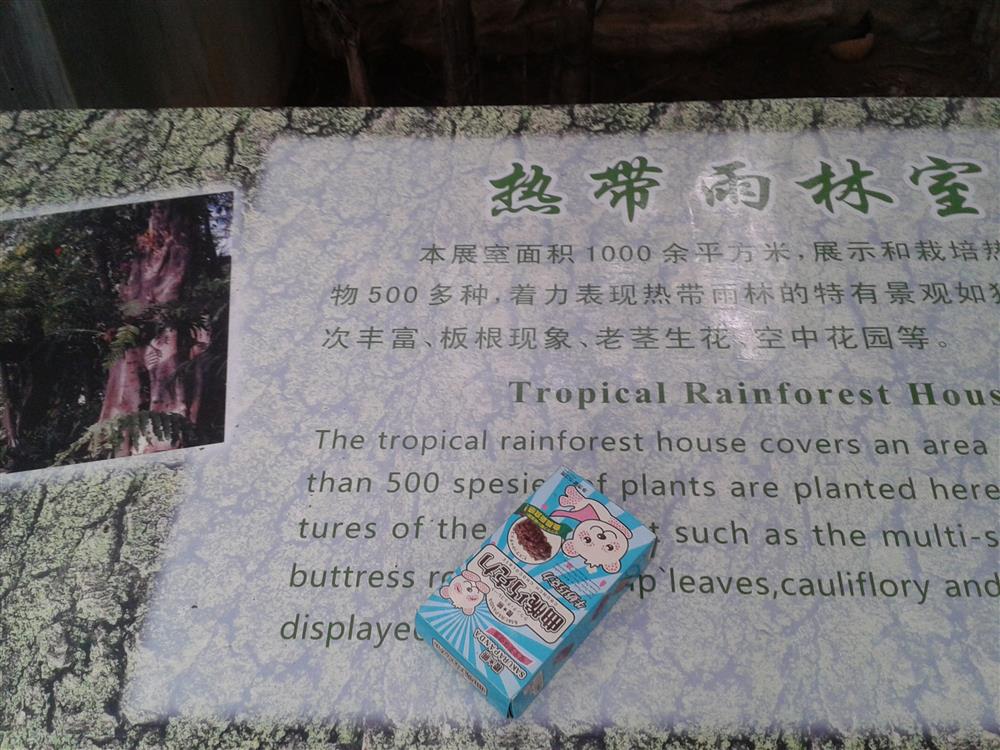 热带雨林室
本展室面积1000余平方米,展示和栽培热
物500多种,着力表现热带雨林的特有景观如
次丰富、板根现象、老茎生花、空中花园等。
Tropical Rainforest Hous
The tropical rainforest house covers an area
than 500 spesies of plants are planted here
tures of the such as the multi-s
buttress leaves,cauliflory and
displayed
SAKURAPANDA